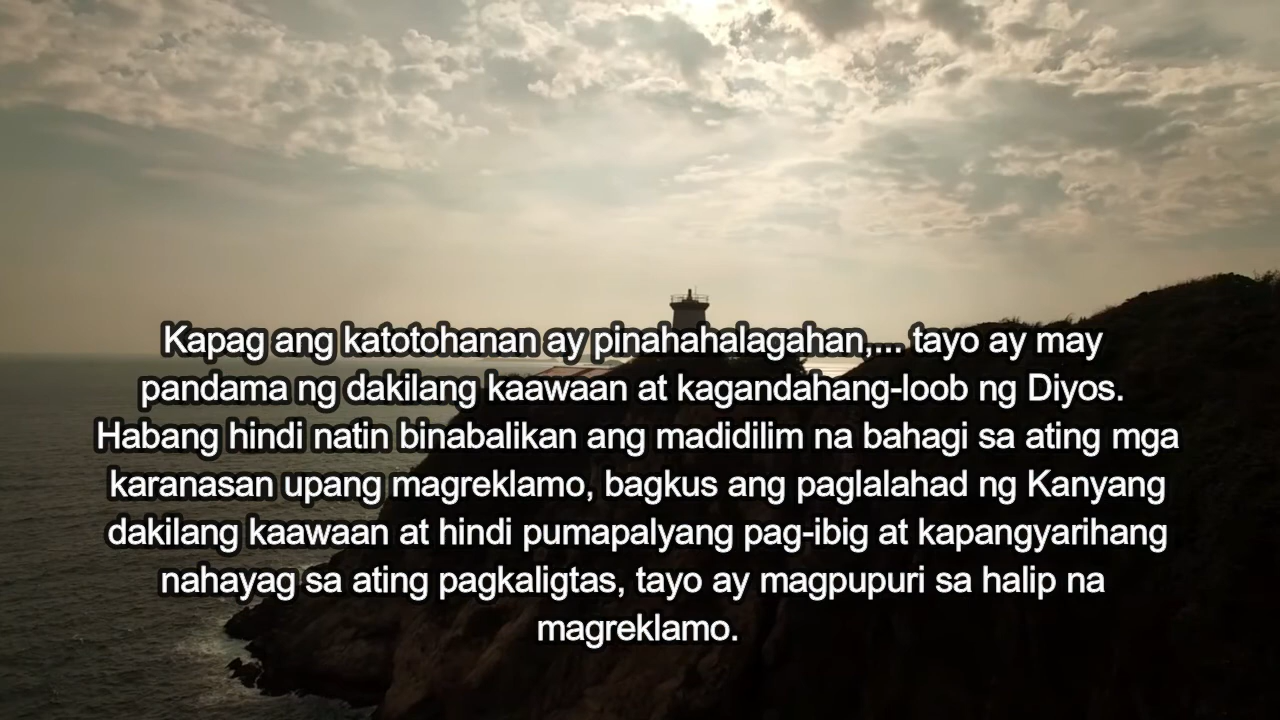 Kapag ang katotohanan ay pinahahalagahan,... tayo ay may
pandama ng dakilang kaawaan at kagandahang-loob ng Diyos.
Habang hindi natin binabalikan ang madidilim na bahagi sa ating mga
karanasan upang magreklamo, bagkus ang paglalahad ng Kanyang
dakilang kaawaan at hindi pumapalyang pag-ibig at kapangyarihang
nahayag sa ating pagkaligtas, tayo ay magpupuri sa halip na
magreklamo.